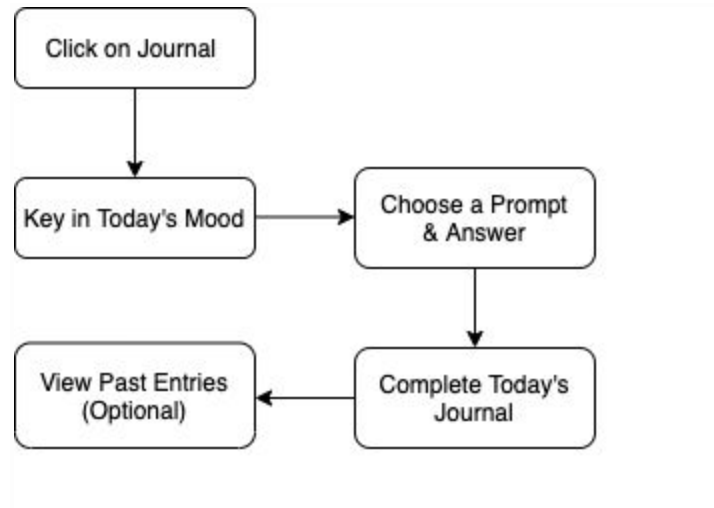 Click on Journal
Key in Today's Mood
Choose a Prompt
& Answer
Complete Today's
Journal
View Past Entries
(Optional)